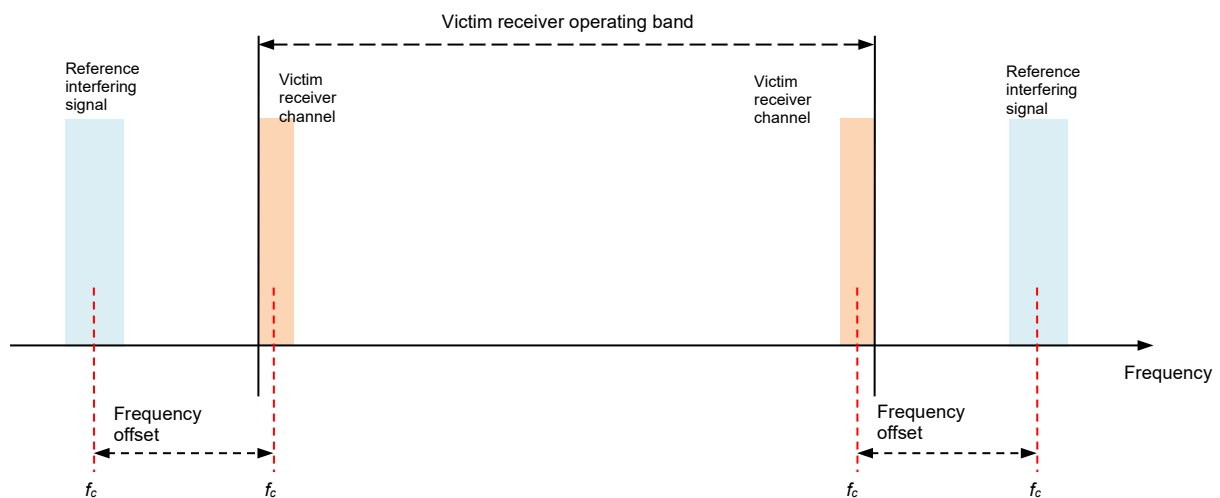 Victim receiver operating band
Reference
interfering
signal
Victim
receiver
channel
Victim
receiver
channel
Reference
interfering
signal
Frequency
Frequency
offset
Frequency
offset
fc
fc
fc
fc